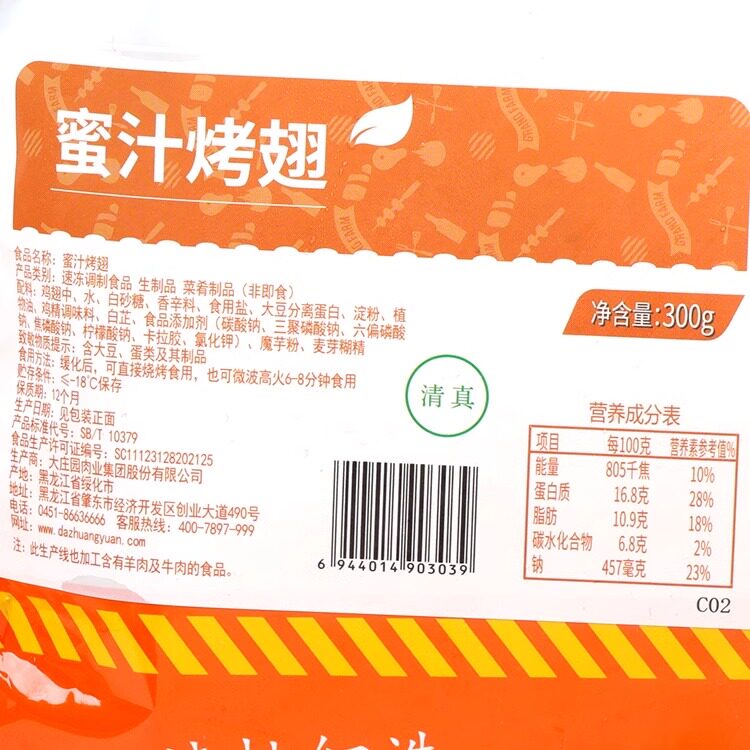 蜜汁烤翅
GRAND FARM
GRAND FARM
GRAND FARM
食品名称：蜜汁烤翅
产品类别：速冻调制食品 生制品 菜肴制品（非即食）
配料：鸡翅中、水、白砂糖、香辛料、食用盐、大豆分离蛋白、淀粉、植
物油、鸡精调味料、白芷、食品添加剂（碳酸钠、三聚磷酸钠、六偏磷酸
钠、焦磷酸钠、柠檬酸钠、卡拉胶、氯化钾）、魔芋粉、麦芽糊精
致敏物质提示：含大豆、蛋类及其制品
食用方法：缓化后，可直接烧烤食用，也可微波高火6-8分钟食用
贮存条件：≤-18℃保存
保质期：12个月
生产日期：见包装正面
产品标准代号：SB/T 10379
食品生产许可证编号：SC11123128202125
生产商：大庄园肉业集团股份有限公司
产地：黑龙江省绥化市
地址：黑龙江省肇东市经济开发区创业大道490号
电话：0451-86636666 客服热线：400-7897-999
网址：www.dazhuangyuan.com
注：此生产线也加工含有羊肉及牛肉的食品。
净含量:300g
清真
6 944014 903039
营养成分表
项目 每100克 营养素参考值%
能量 805千焦 10%
蛋白质 16.8克 28%
脂肪 10.9克 18%
碳水化合物 6.8克 2%
钠 457毫克 23%
C02